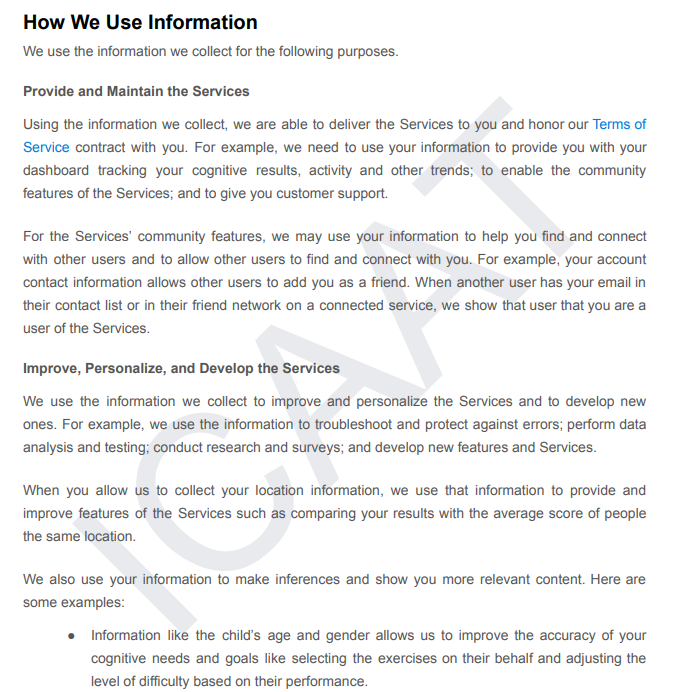 How We Use Information
We use the information we collect for the following purposes.
Provide and Maintain the Services
Using the information we collect, we are able to deliver the Services to you and honor our Terms of
Service contract with you. For example, we need to use your information to provide you with your
dashboard tracking your cognitive results, activity and other trends; to enable the community
features of the Services; and to give you customer support.
For the Services’ community features, we may use your information to help you find and connect
with other users and to allow other users to find and connect with you. For example, your account
contact information allows other users to add you as a friend. When another user has your email in
their contact list or in their friend network on a connected service, we show that user that you are a
user of the Services.
Improve, Personalize, and Develop the Services
We use the information we collect to improve and personalize the Services and to develop new
ones. For example, we use the information to troubleshoot and protect against errors; perform data
analysis and testing; conduct research and surveys; and develop new features and Services.
When you allow us to collect your location information, we use that information to provide and
improve features of the Services such as comparing your results with the average score of people
the same location.
We also use your information to make inferences and show you more relevant content. Here are
some examples:
● Information like the child’s age and gender allows us to improve the accuracy of your
cognitive needs and goals like selecting the exercises on their behalf and adjusting the
level of difficulty based on their performance.
ICAAT